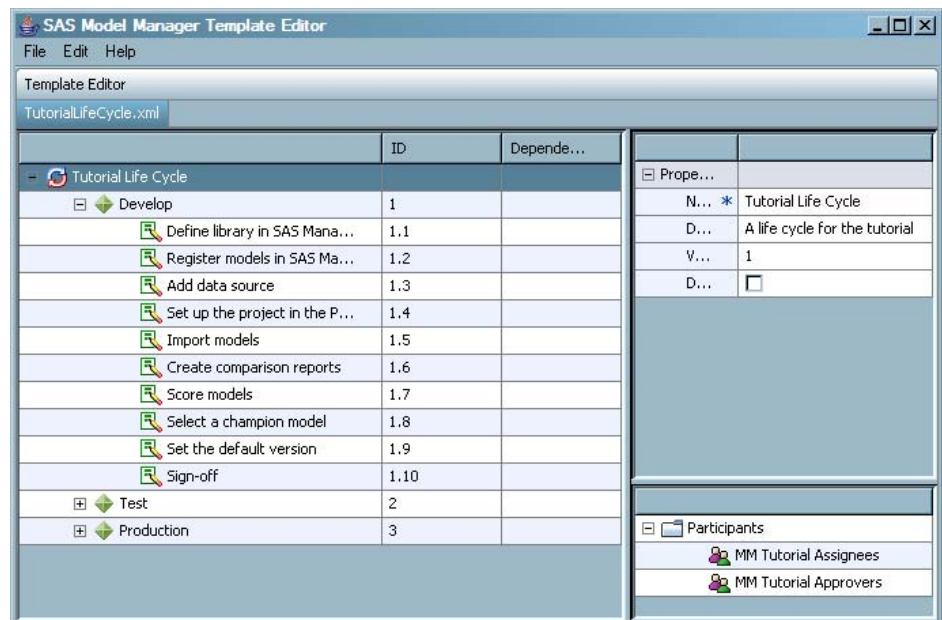 SAS Model Manager Template Editor
File Edit Help
Template Editor
TutorialLifeCycle.xml
ID Depende...
Tutorial Life Cycle
Develop 1
Define library in SAS Mana... 1.1
Register models in SAS Ma... 1.2
Add data source 1.3
Set up the project in the P... 1.4
Import models 1.5
Create comparison reports 1.6
Score models 1.7
Select a champion model 1.8
Set the default version 1.9
Sign-off 1.10
Test 2
Production 3
Prope...
N... * Tutorial Life Cycle
D... A life cycle for the tutorial
V... 1
D...
Participants
MM Tutorial Assignees
MM Tutorial Approvers